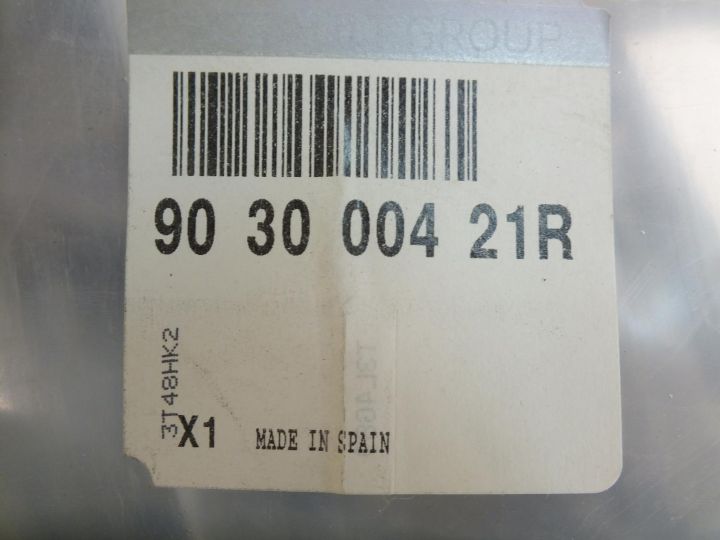 GROUP
90 30 004 21R
3T48HK2
X1
MADE IN SPAIN